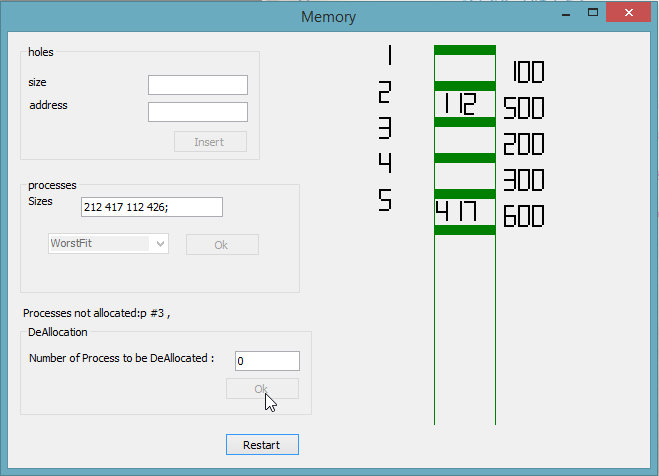 Memory
holes
size
address
Insert
processes
Sizes
212 417 112 426;
WorstFit
Ok
Processes not allocated:p #3 ,
DeAllocation
Number of Process to be DeAllocated :
0
Ok
Restart
1
100
2
112
500
3
200
4
300
5
417
600